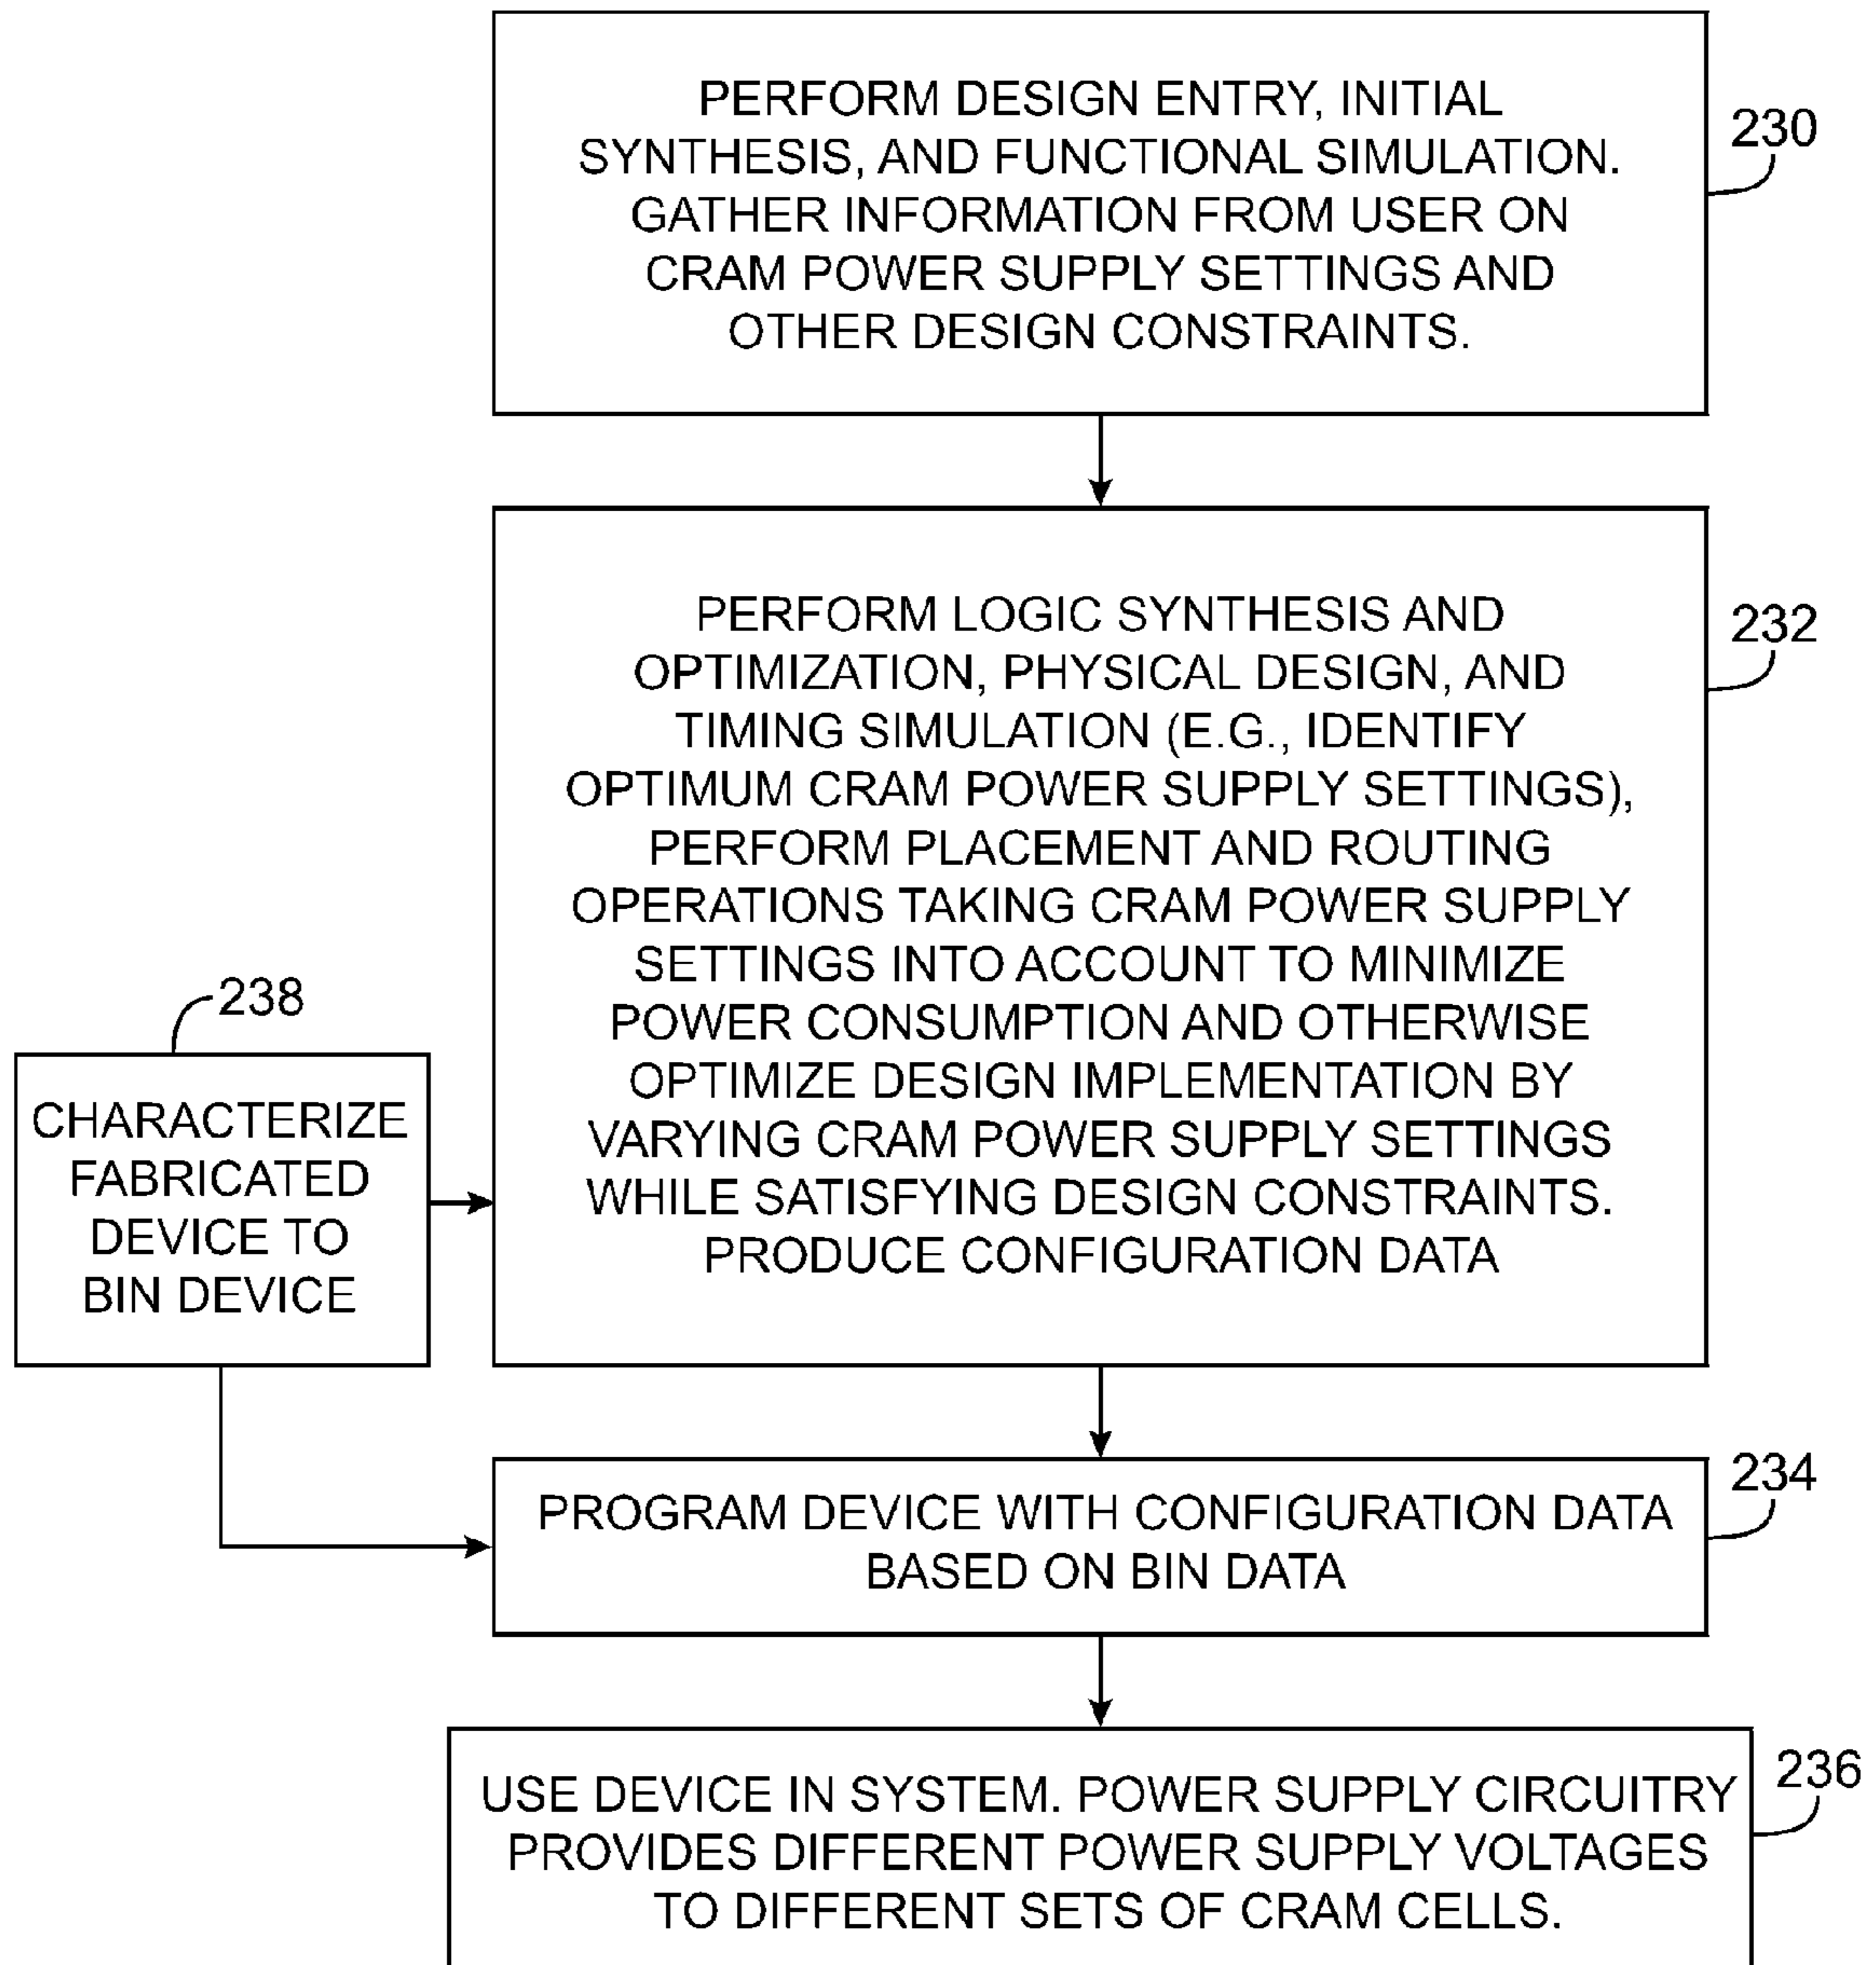 PERFORM DESIGN ENTRY, INITIAL
SYNTHESIS, AND FUNCTIONAL SIMULATION.
GATHER INFORMATION FROM USER ON
CRAM POWER SUPPLY SETTINGS AND
OTHER DESIGN CONSTRAINTS.
230
PERFORM LOGIC SYNTHESIS AND
OPTIMIZATION, PHYSICAL DESIGN, AND
TIMING SIMULATION (E.G., IDENTIFY
OPTIMUM CRAM POWER SUPPLY SETTINGS),
PERFORM PLACEMENT AND ROUTING
OPERATIONS TAKING CRAM POWER SUPPLY
SETTINGS INTO ACCOUNT TO MINIMIZE
POWER CONSUMPTION AND OTHERWISE
OPTIMIZE DESIGN IMPLEMENTATION BY
VARYING CRAM POWER SUPPLY SETTINGS
WHILE SATISFYING DESIGN CONSTRAINTS.
PRODUCE CONFIGURATION DATA
232
238
CHARACTERIZE
FABRICATED
DEVICE TO
BIN DEVICE
PROGRAM DEVICE WITH CONFIGURATION DATA
BASED ON BIN DATA
234
USE DEVICE IN SYSTEM. POWER SUPPLY CIRCUITRY
PROVIDES DIFFERENT POWER SUPPLY VOLTAGES
TO DIFFERENT SETS OF CRAM CELLS.
236